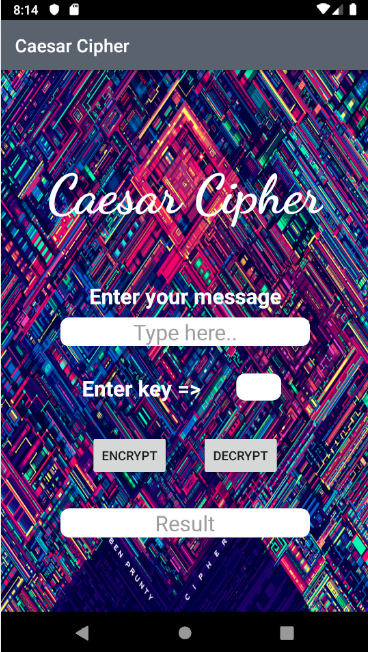 8:14
Caesar Cipher
Caesar Cipher
Enter your message
Type here..
Enter key =>
ENCRYPT DECRYPT
Result
BEN PRUNTY CIPHER